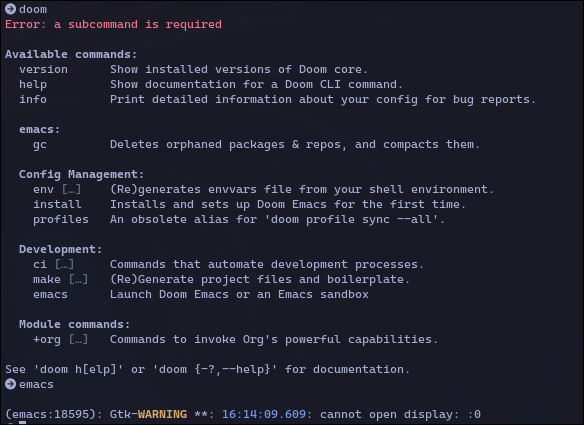 doom
Error: a subcommand is required
Available commands:
version Show installed versions of Doom core.
help Show documentation for a Doom CLI command.
info Print detailed information about your config for bug reports.
emacs:
gc Deletes orphaned packages & repos, and compacts them.
Config Management:
env […] (Re)generates envvars file from your shell environment.
install Installs and sets up Doom Emacs for the first time.
profiles An obsolete alias for 'doom profile sync --all'.
Development:
ci […] Commands that automate development processes.
make […] (Re)Generate project files and boilerplate.
emacs Launch Doom Emacs or an Emacs sandbox
Module commands:
+org […] Commands to invoke Org's powerful capabilities.
See 'doom h[elp]' or 'doom {-?,--help}' for documentation.
emacs
(emacs:18595): Gtk-WARNING **: 16:14:09.609: cannot open display: :0